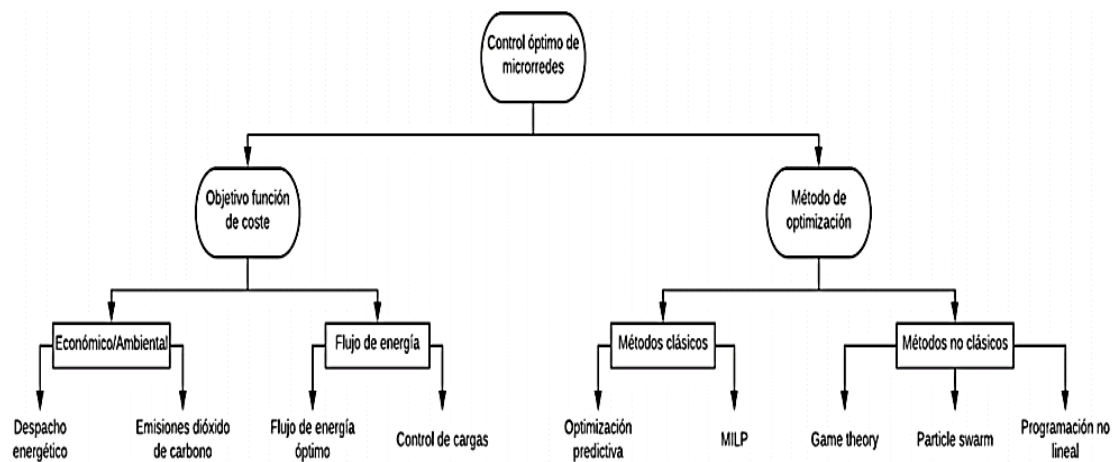 Control óptimo de
microrredes
Objetivo función
de coste
Método de
optimización
Económico/Ambiental
Flujo de energía
Métodos clásicos
Métodos no clásicos
Despacho
energético
Emisiones dióxido
de carbono
Flujo de energía
óptimo
Control de cargas
Optimización
predictiva
MILP
Game theory
Particle swarm
Programación no
lineal